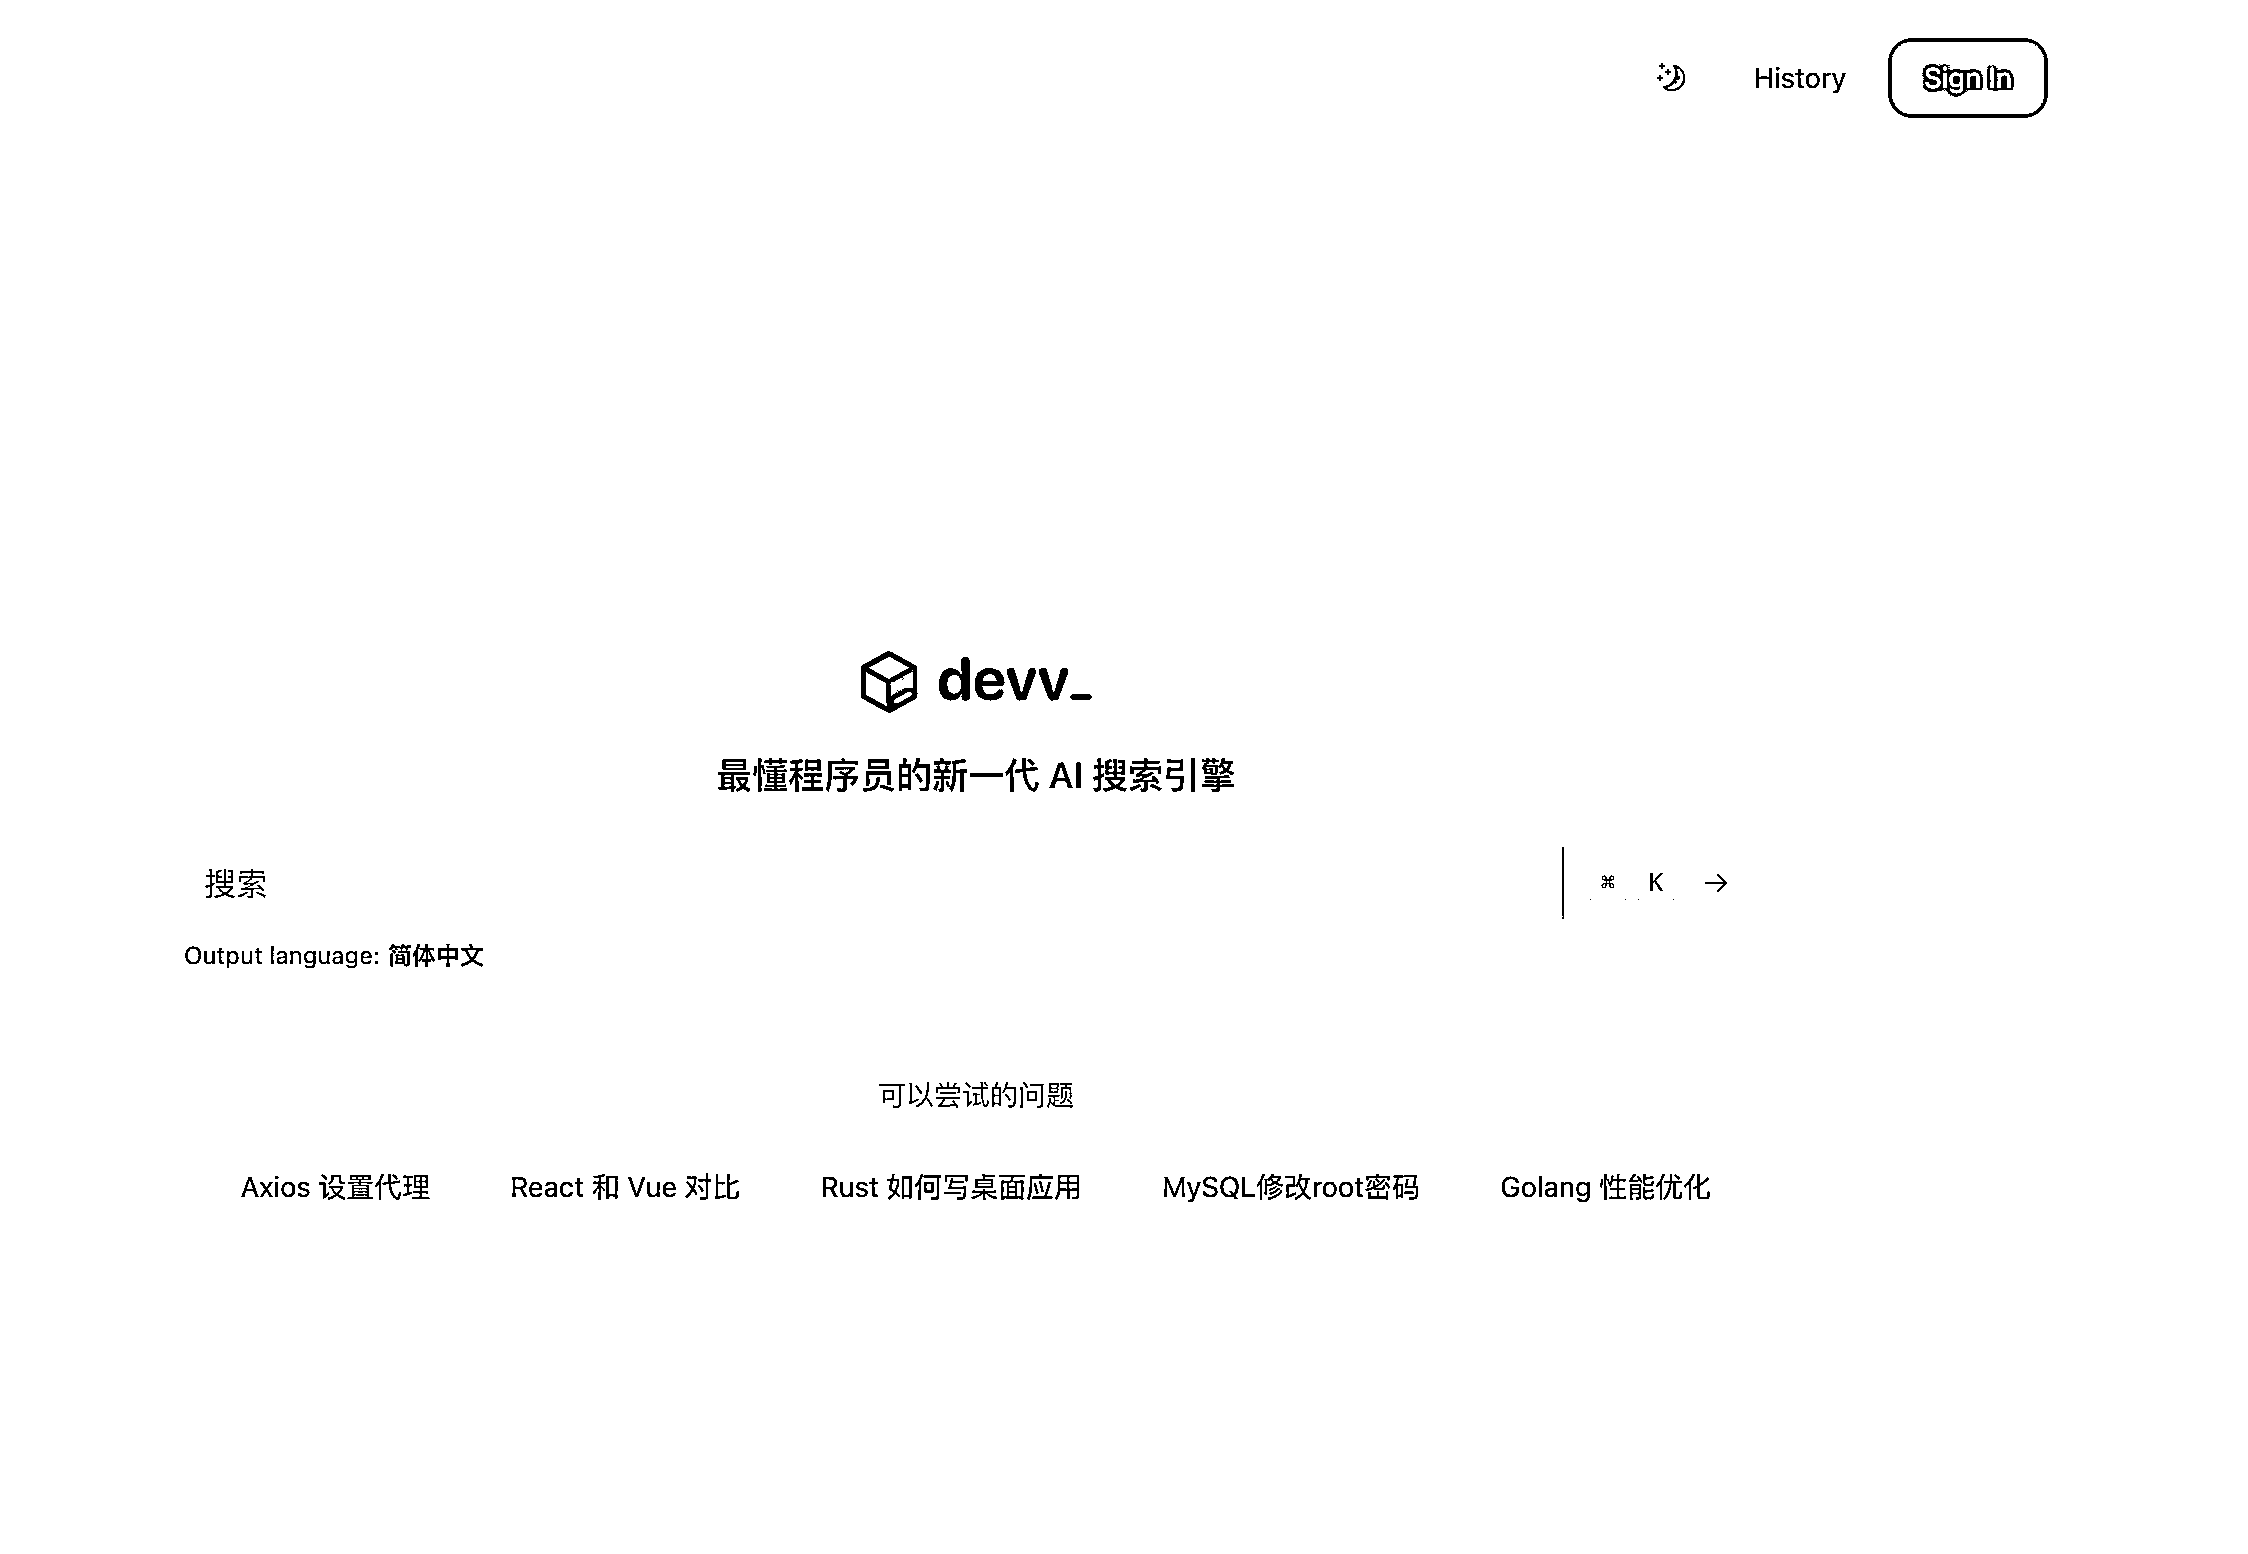 History
Sign In
devv_
最懂程序员的新一代 AI 搜索引擎
搜索
⌘ K →
Output language: 简体中文
可以尝试的问题
Axios 设置代理
React 和 Vue 对比
Rust 如何写桌面应用
MySQL修改root密码
Golang 性能优化